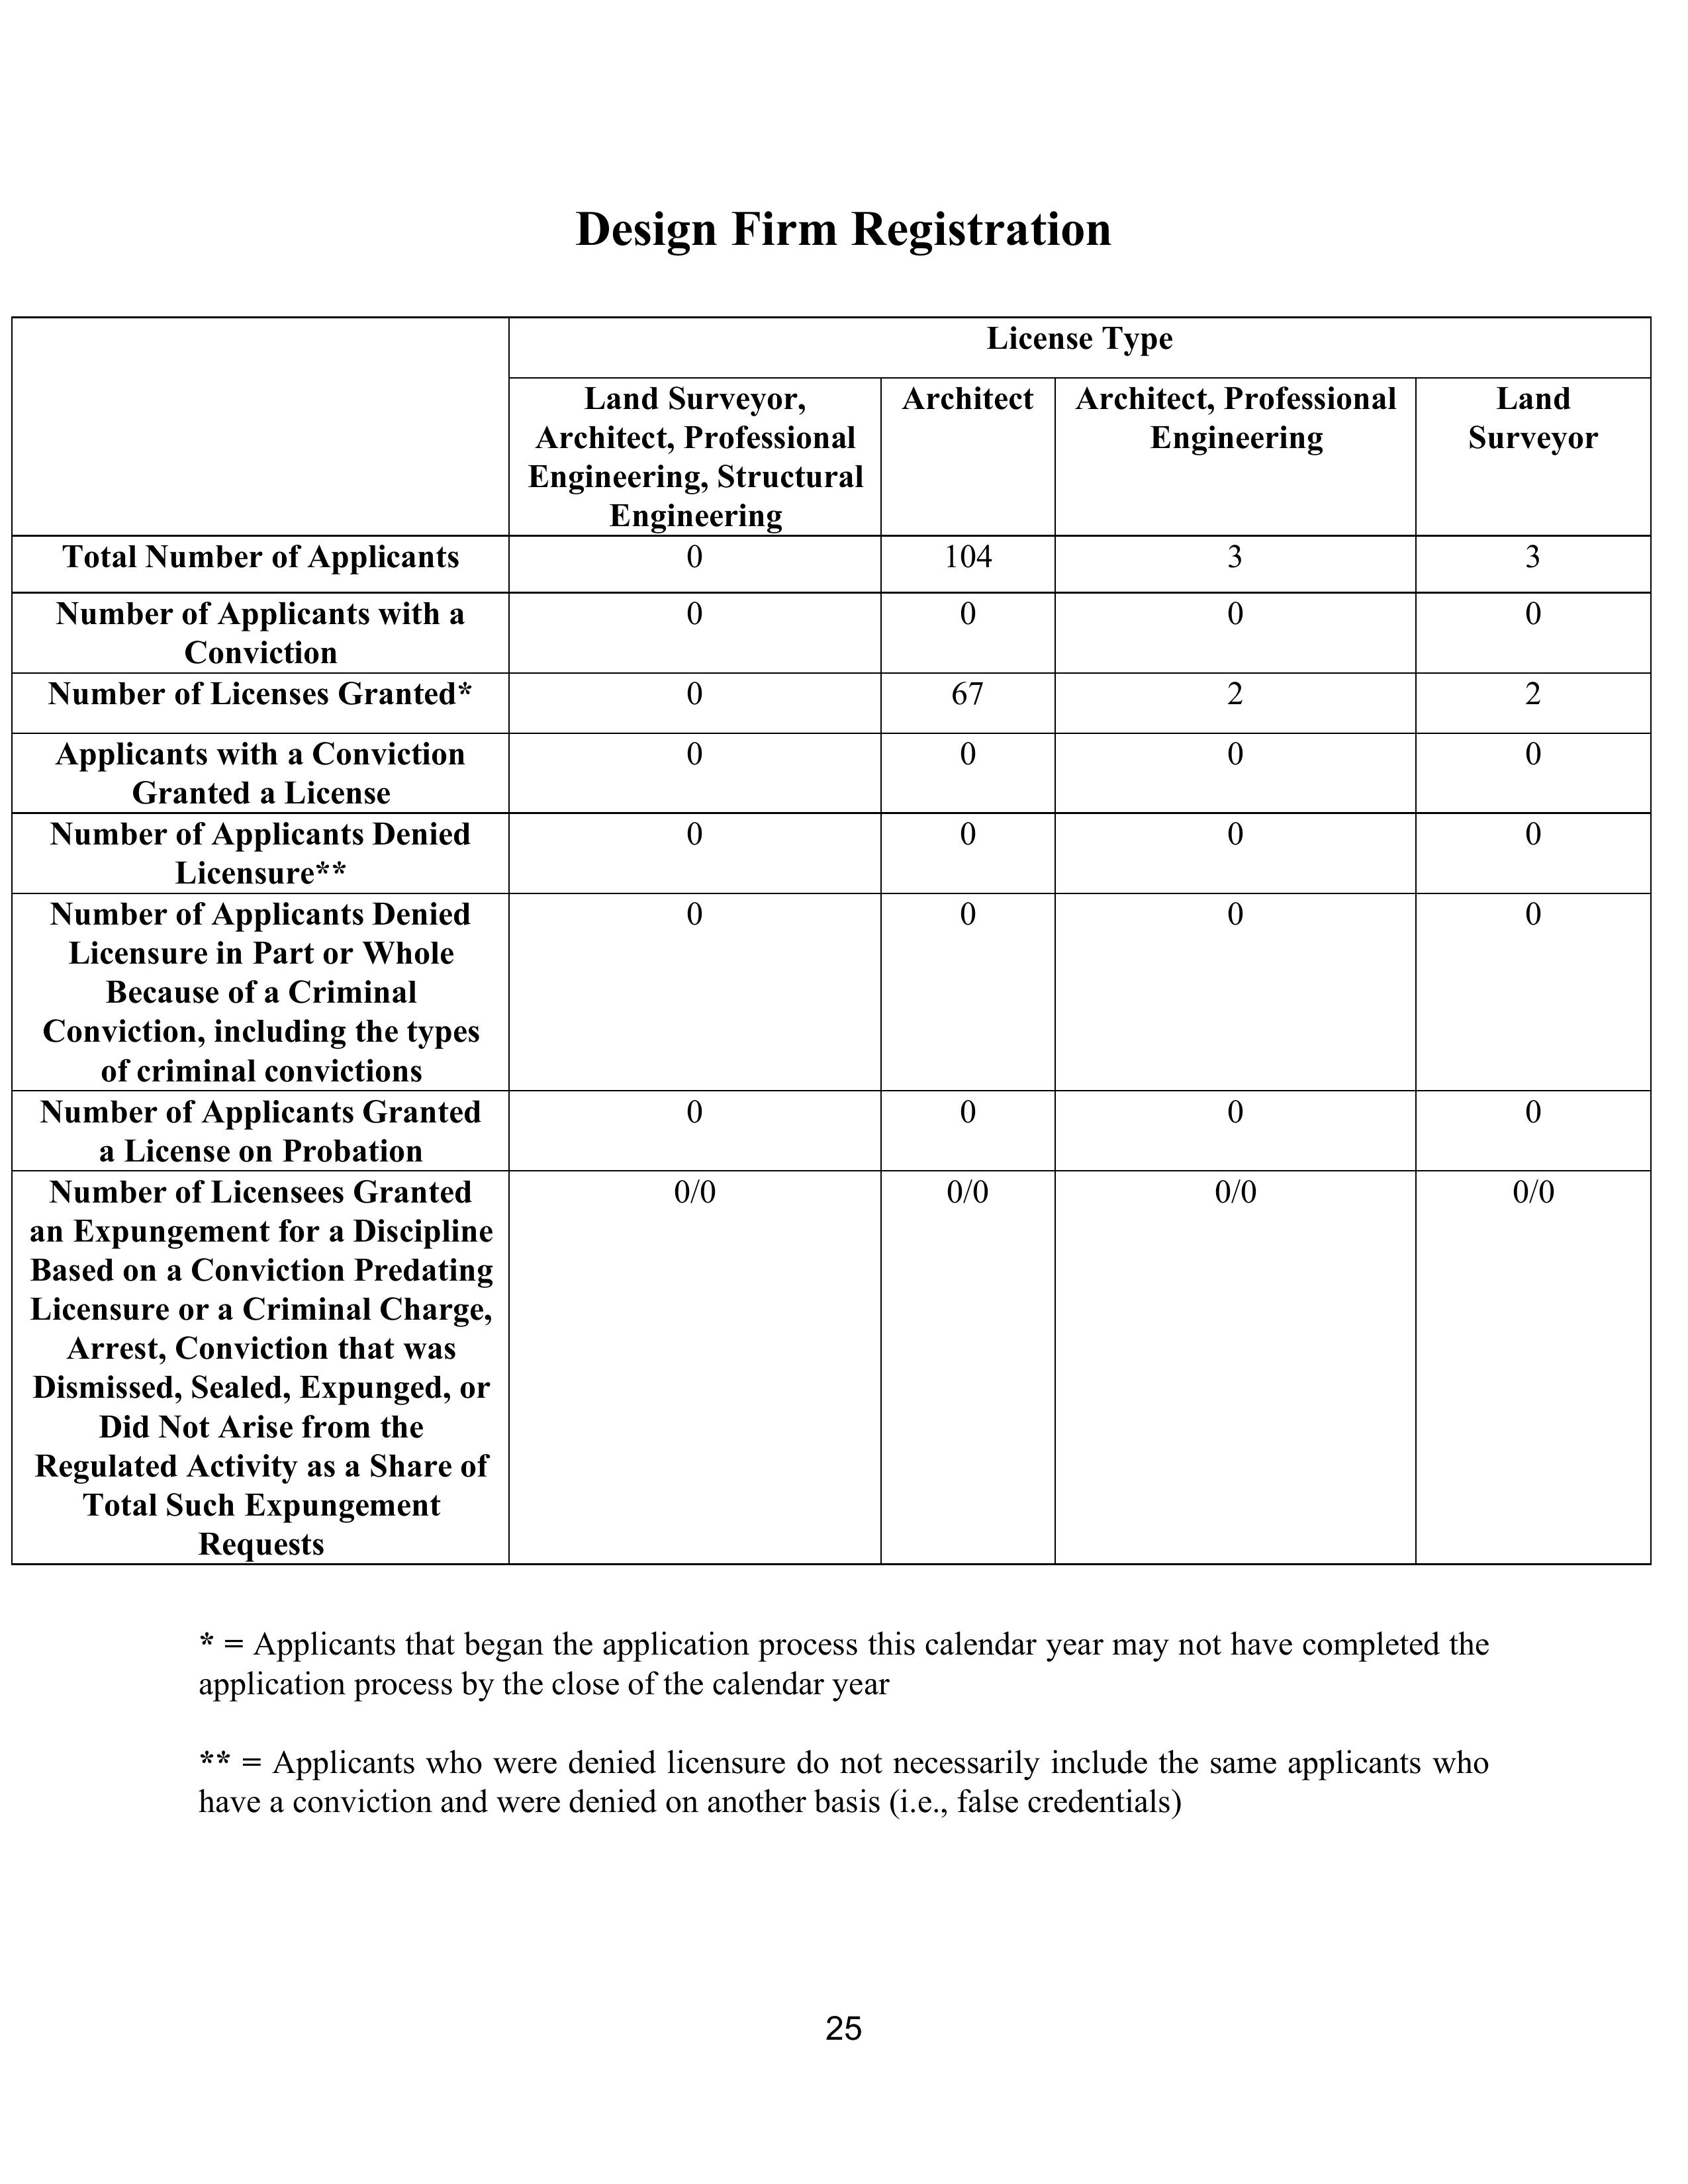 Design Firm Registration
License Type
Land Surveyor,
Architect, Professional
Engineering, Structural
Engineering
Architect
Architect, Professional
Engineering
Land
Surveyor
Total Number of Applicants
0
104
3
3
Number of Applicants with a
Conviction
0
0
0
0
Number of Licenses Granted*
0
67
2
2
Applicants with a Conviction
Granted a License
0
0
0
0
Number of Applicants Denied
Licensure**
0
0
0
0
Number of Applicants Denied
Licensure in Part or Whole
Because of a Criminal
Conviction, including the types
of criminal convictions
0
0
0
0
Number of Applicants Granted
a License on Probation
0
0
0
0
Number of Licensees Granted
an Expungement for a Discipline
Based on a Conviction Predating
Licensure or a Criminal Charge,
Arrest, Conviction that was
Dismissed, Sealed, Expunged, or
Did Not Arise from the
Regulated Activity as a Share of
Total Such Expungement
Requests
0/0
0/0
0/0
0/0
* = Applicants that began the application process this calendar year may not have completed the
application process by the close of the calendar year
** = Applicants who were denied licensure do not necessarily include the same applicants who
have a conviction and were denied on another basis (i.e., false credentials)
25